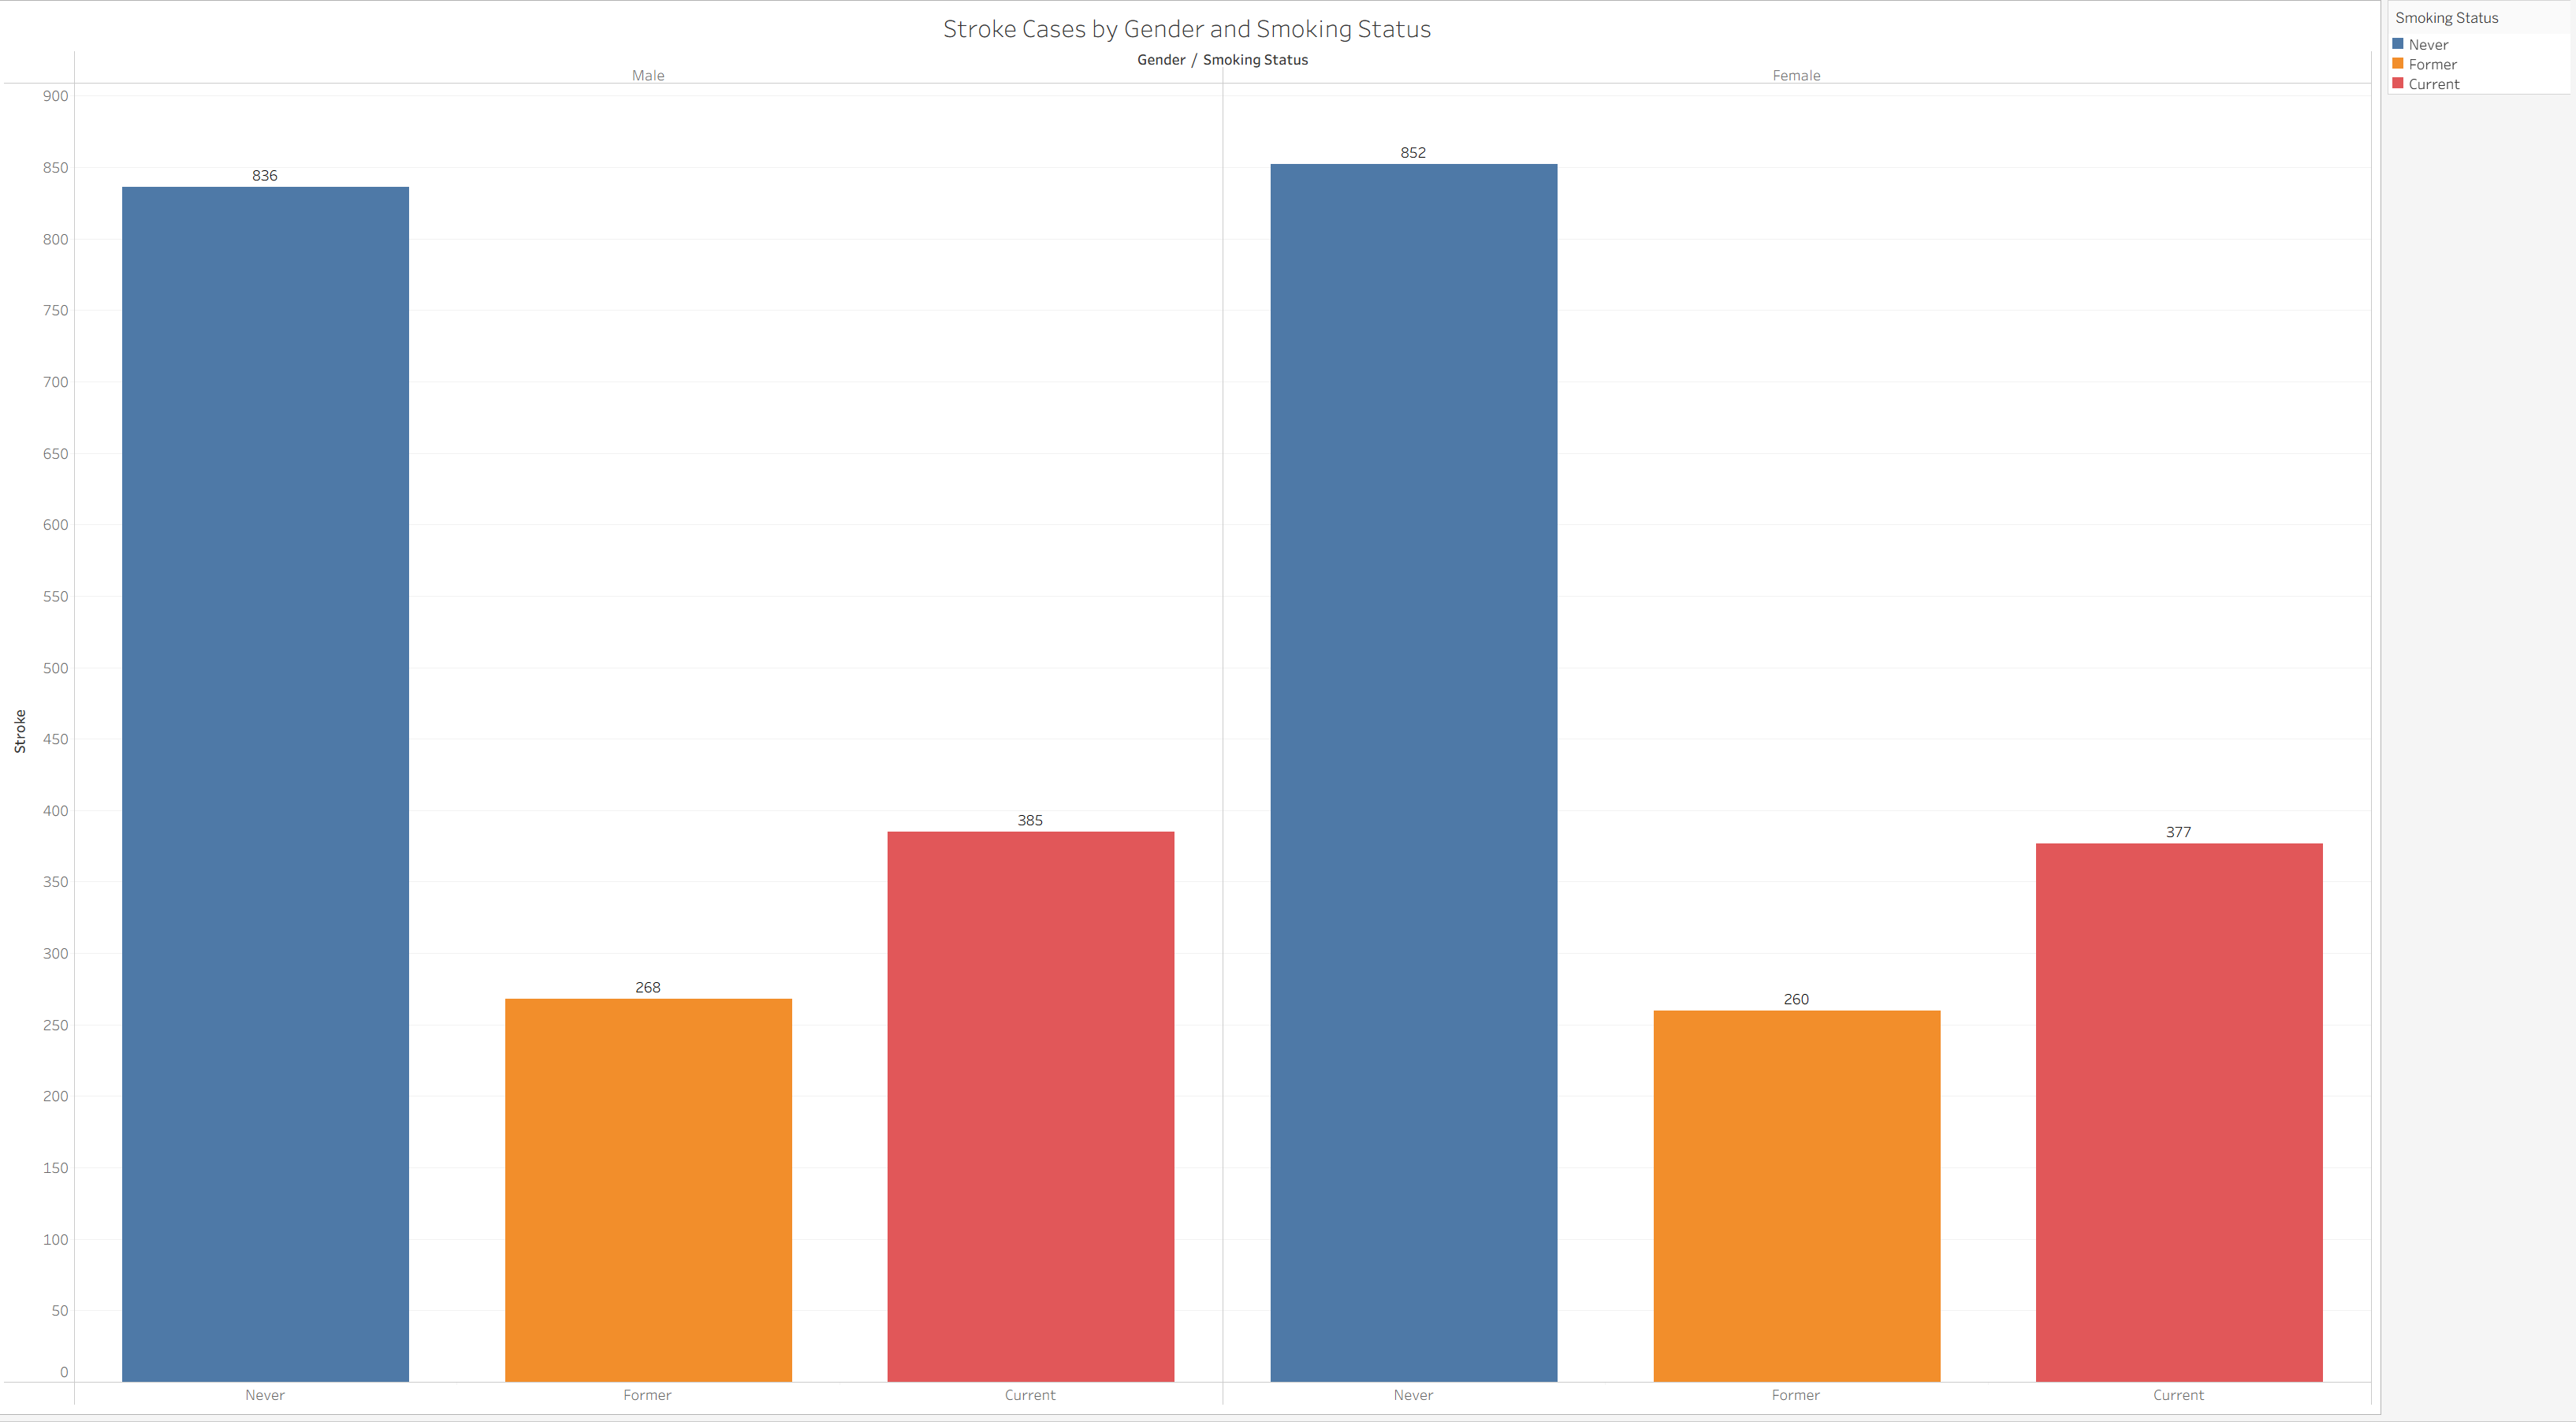 Stroke Cases by Gender and Smoking Status
Gender / Smoking Status
Male Female
900
850
800
750
700
650
600
550
500
450
400
350
300
250
200
150
100
50
0
Stroke
836
268
385
852
260
377
Never Former Current Never Former Current
Smoking Status
Never
Former
Current